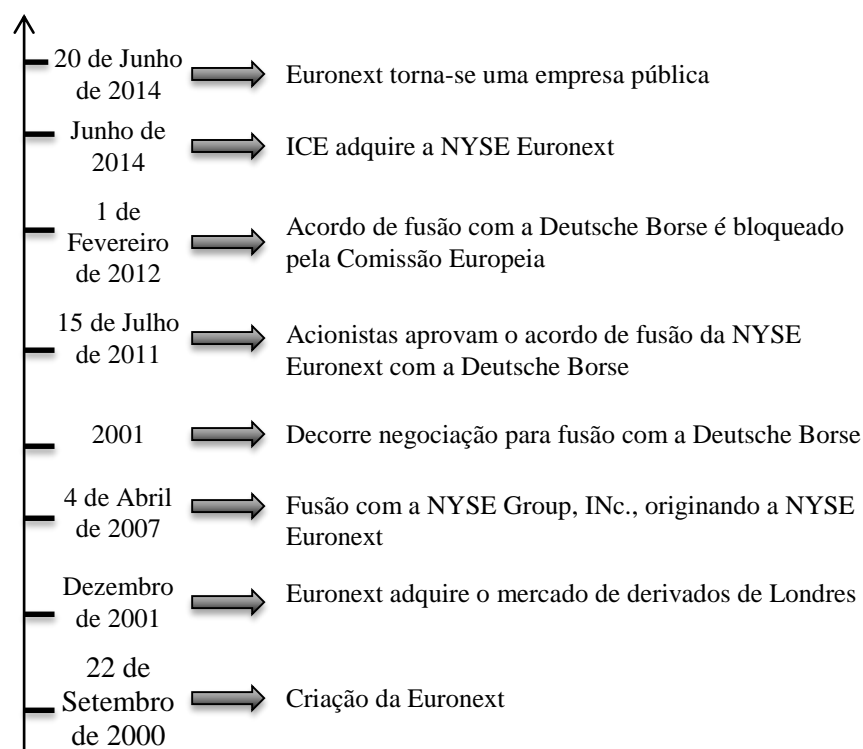 20 de Junho
de 2014
Euronext torna-se uma empresa pública
Junho de
2014
ICE adquire a NYSE Euronext
1 de
Fevereiro
de 2012
Acordo de fusão com a Deutsche Borse é bloqueado
pela Comissão Europeia
15 de Julho
de 2011
Acionistas aprovam o acordo de fusão da NYSE
Euronext com a Deutsche Borse
2001
Decorre negociação para fusão com a Deutsche Borse
4 de Abril
de 2007
Fusão com a NYSE Group, INc., originando a NYSE
Euronext
Dezembro
de 2001
Euronext adquire o mercado de derivados de Londres
22 de
Setembro
de 2000
Criação da Euronext